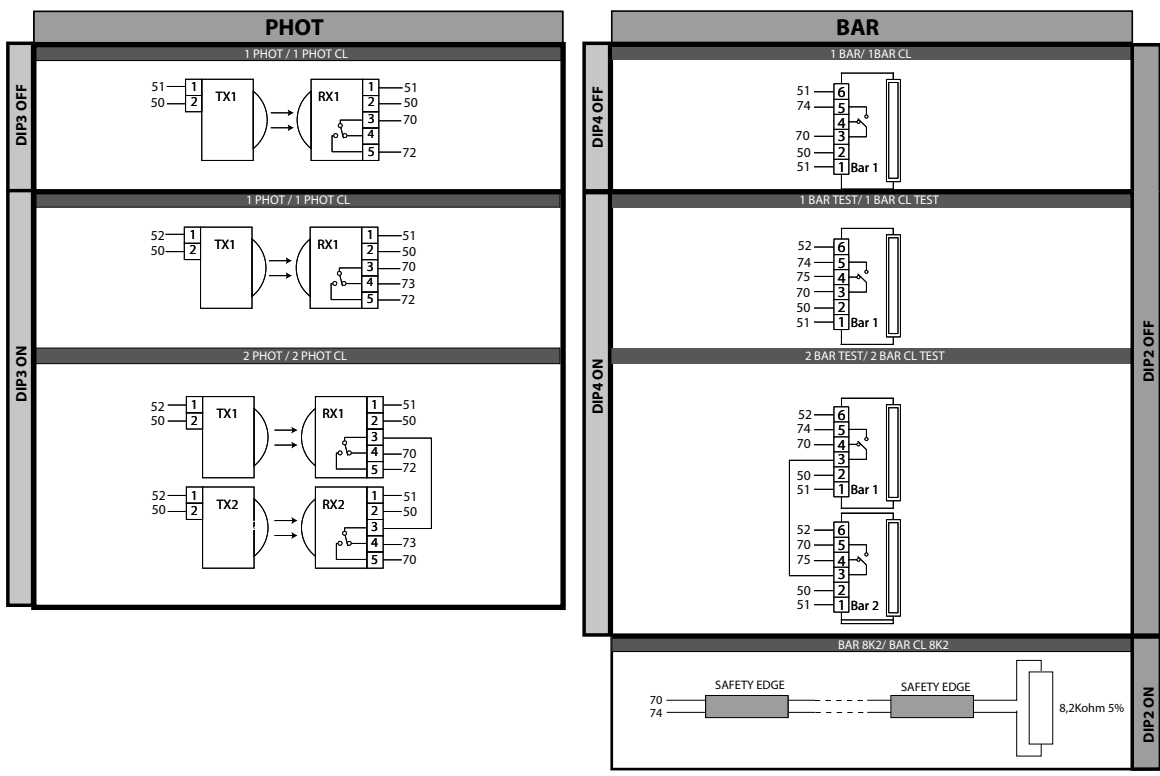 PHOT
DIP3 OFF
1 PHOT / 1 PHOT CL
51 1 TX1 RX1 1 51
50 2 2 50
3 70
4
5 72
DIP3 ON
1 PHOT / 1 PHOT CL
52 1 TX1 RX1 1 51
50 2 2 50
3 70
4 73
5 72
2 PHOT / 2 PHOT CL
52 1 TX1 RX1 1 51
50 2 2 50
3
4 70
5 72
52 1 TX2 RX2 1 51
50 2 2 50
3
4 73
5 70
BAR
DIP4 OFF
1 BAR/ 1BAR CL
51 6
74 5
4
70 3
50 2
51 1 Bar 1
DIP4 ON
1 BAR TEST/ 1 BAR CL TEST
52 6
74 5
75 4
70 3
50 2
51 1 Bar 1
2 BAR TEST/ 2 BAR CL TEST
52 6
74 5
70 4
3
50 2
51 1 Bar 1
52 6
70 5
75 4
3
50 2
51 1 Bar 2
DIP2 OFF
BAR 8K2/ BAR CL 8K2
SAFETY EDGE SAFETY EDGE
70
74
8,2Kohm 5%
DIP2 ON